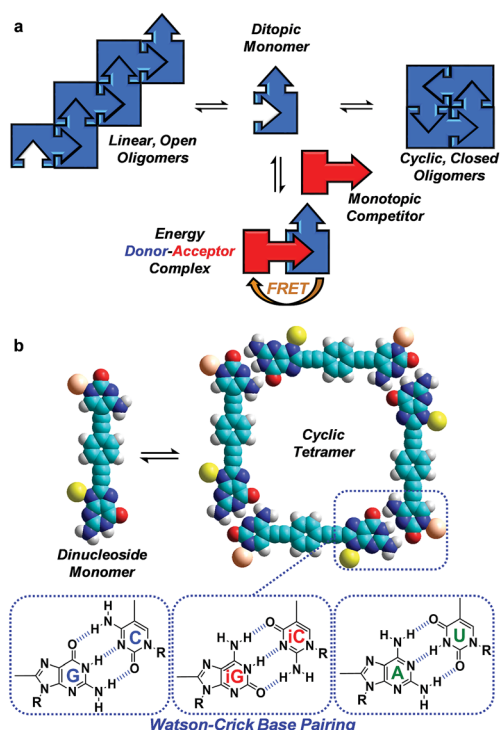 a
Ditopic
Monomer
Linear, Open
Oligomers
Cyclic, Closed
Oligomers
Monotopic
Competitor
Energy
Donor-Acceptor
Complex
FRET
b
Cyclic
Tetramer
Dinucleoside
Monomer
H
N
H
O
C
N
N
R
O
G
N
N
N
R
N
H
N
H
H
O
iC
N
N
R
N
H
H
iG
N
N
N
R
N
H
O
N
H
H
O
U
N
N
R
O
H
N
H
H
A
N
N
N
R
N
N
H
H
Watson-Crick Base Pairing